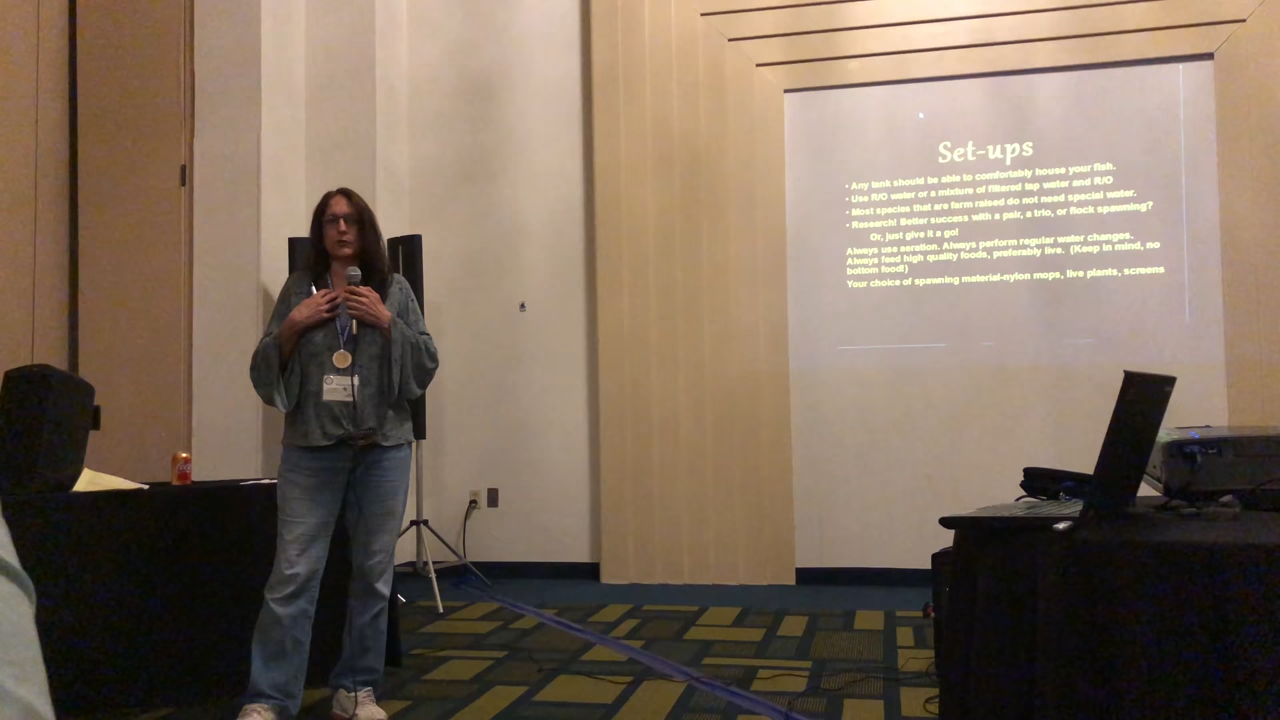 Set-ups
• Any tank should be able to comfortably house your fish.
• Use R/O water or a mixture of filtered tap water and R/O
• Most species that are farm raised do not need special water.
• Research! Better success with a pair, a trio, or flock spawning?
Or, just give it a go!
Always use aeration. Always perform regular water changes.
Always feed high quality foods, preferably live. (Keep in mind, no
bottom food!)
Your choice of spawning material-nylon mops, live plants, screens